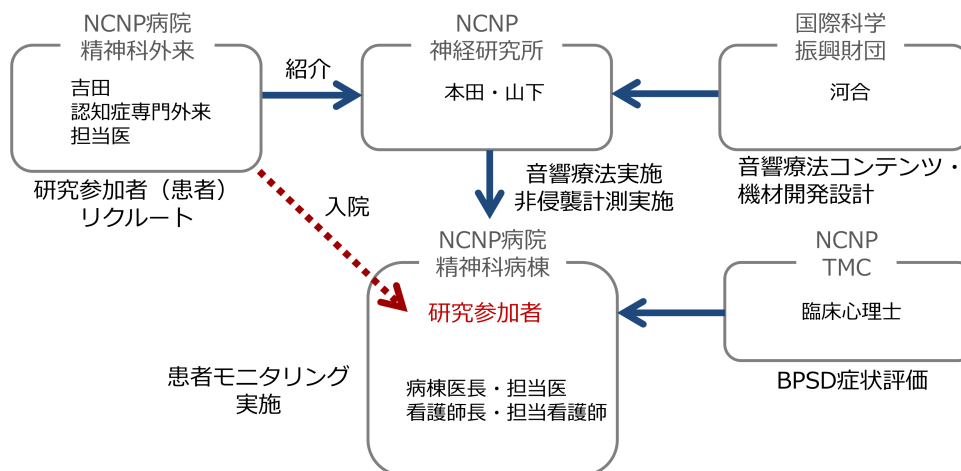 NCNP病院
精神科外来
吉田
認知症専門外来
担当医
研究参加者（患者）
リクルート
紹介
NCNP
神経研究所
本田・山下
国際科学
振興財団
河合
音響療法コンテンツ・
機材開発設計
音響療法実施
非侵襲計測実施
入院
NCNP病院
精神科病棟
研究参加者
病棟医長・担当医
看護師長・担当看護師
患者モニタリング
実施
NCNP
TMC
臨床心理士
BPSD症状評価